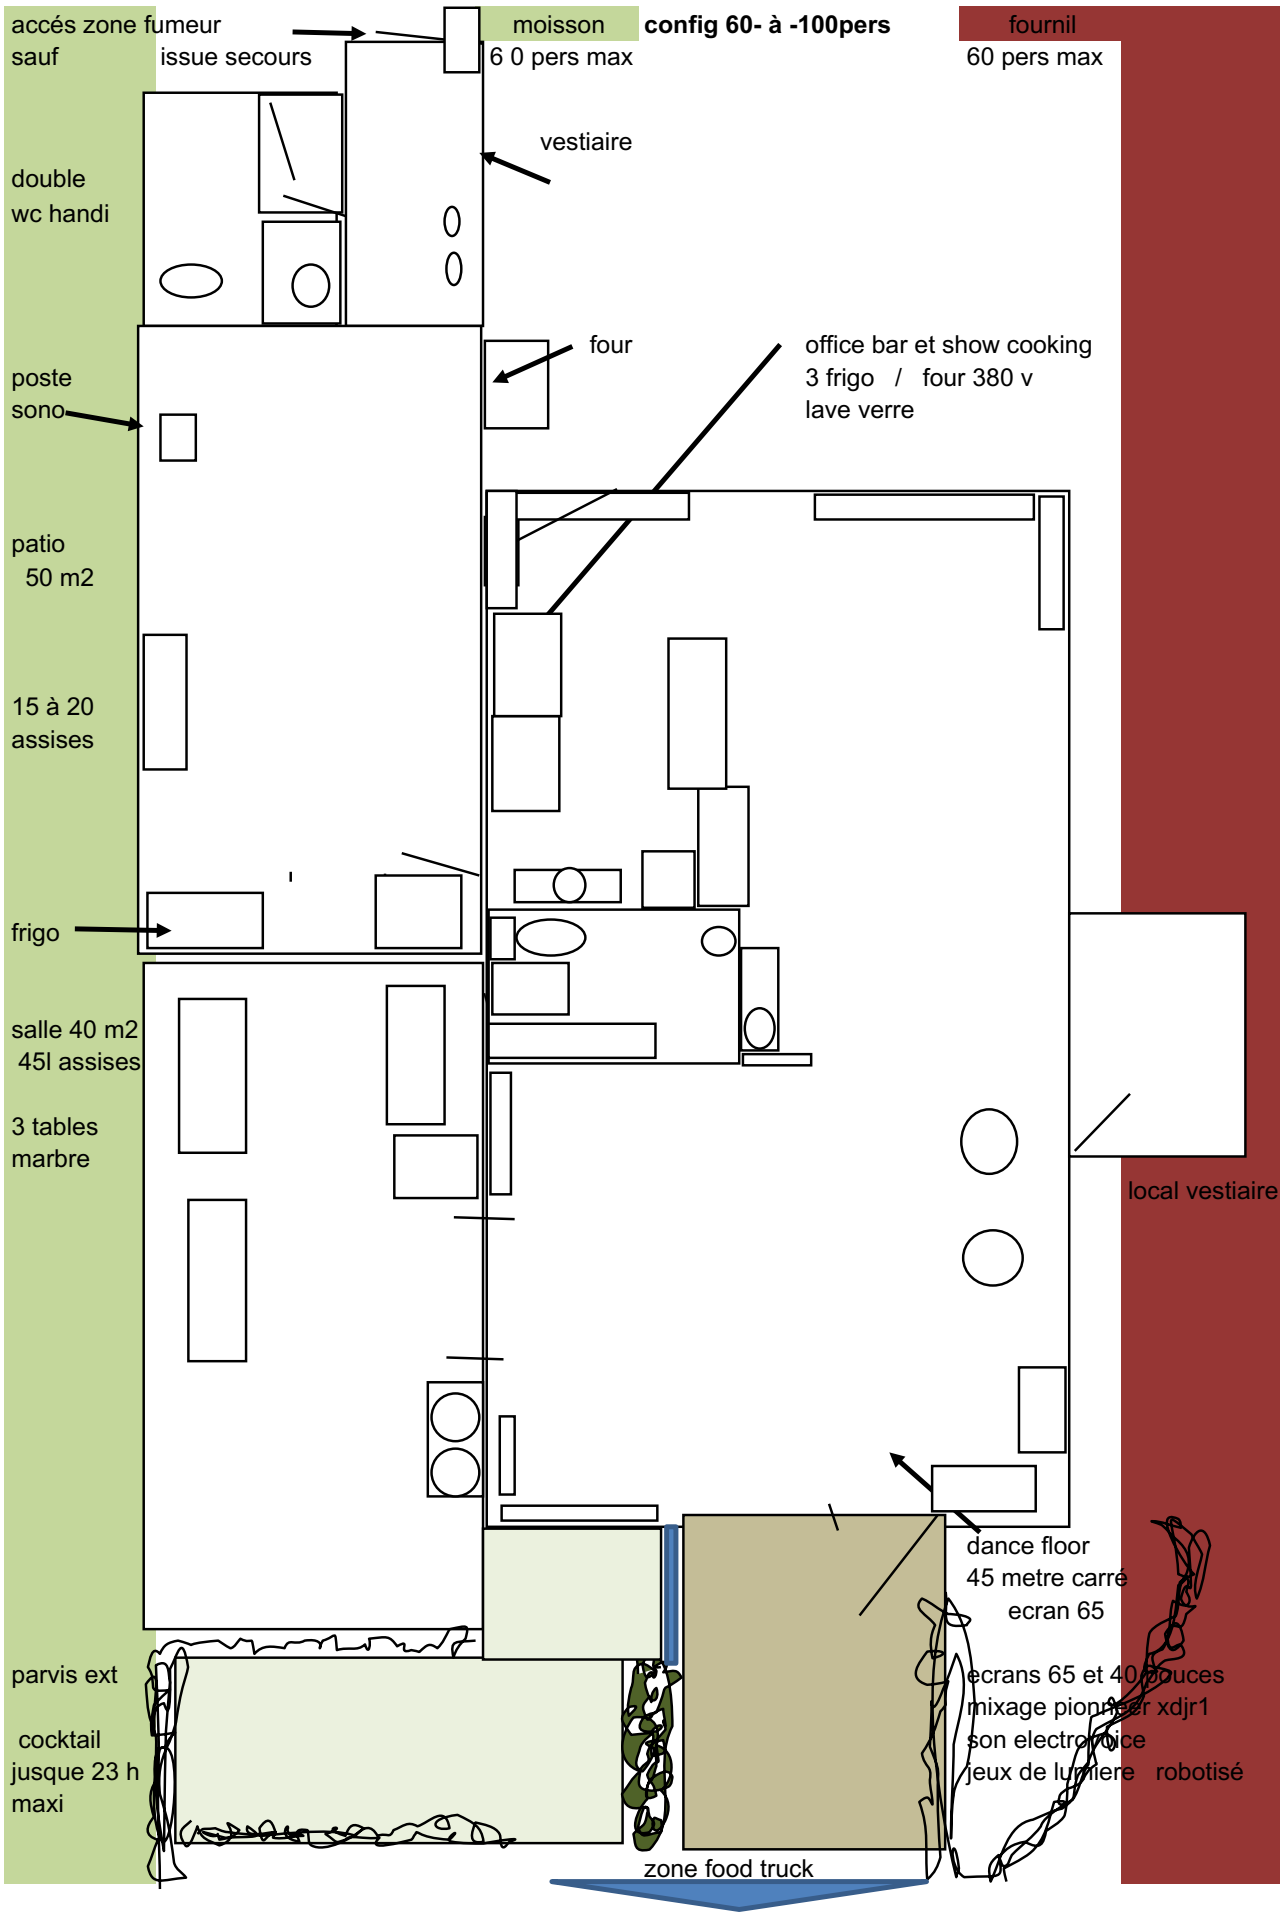 accés zone fumeur
sauf issue secours
moisson
6 0 pers max
config 60- à -100pers
fournil
60 pers max
vestiaire
double
wc handi
four
office bar et show cooking
3 frigo / four 380 v
lave verre
poste
sono
patio
50 m2
15 à 20
assises
frigo
salle 40 m2
45l assises
3 tables
marbre
local vestiaire
dance floor
45 metre carré
ecran 65
parvis ext
cocktail
jusque 23 h
maxi
ecrans 65 et 40 pouces
mixage pionneer xdjr1
son electrovoice
jeux de lumiere robotisé
zone food truck